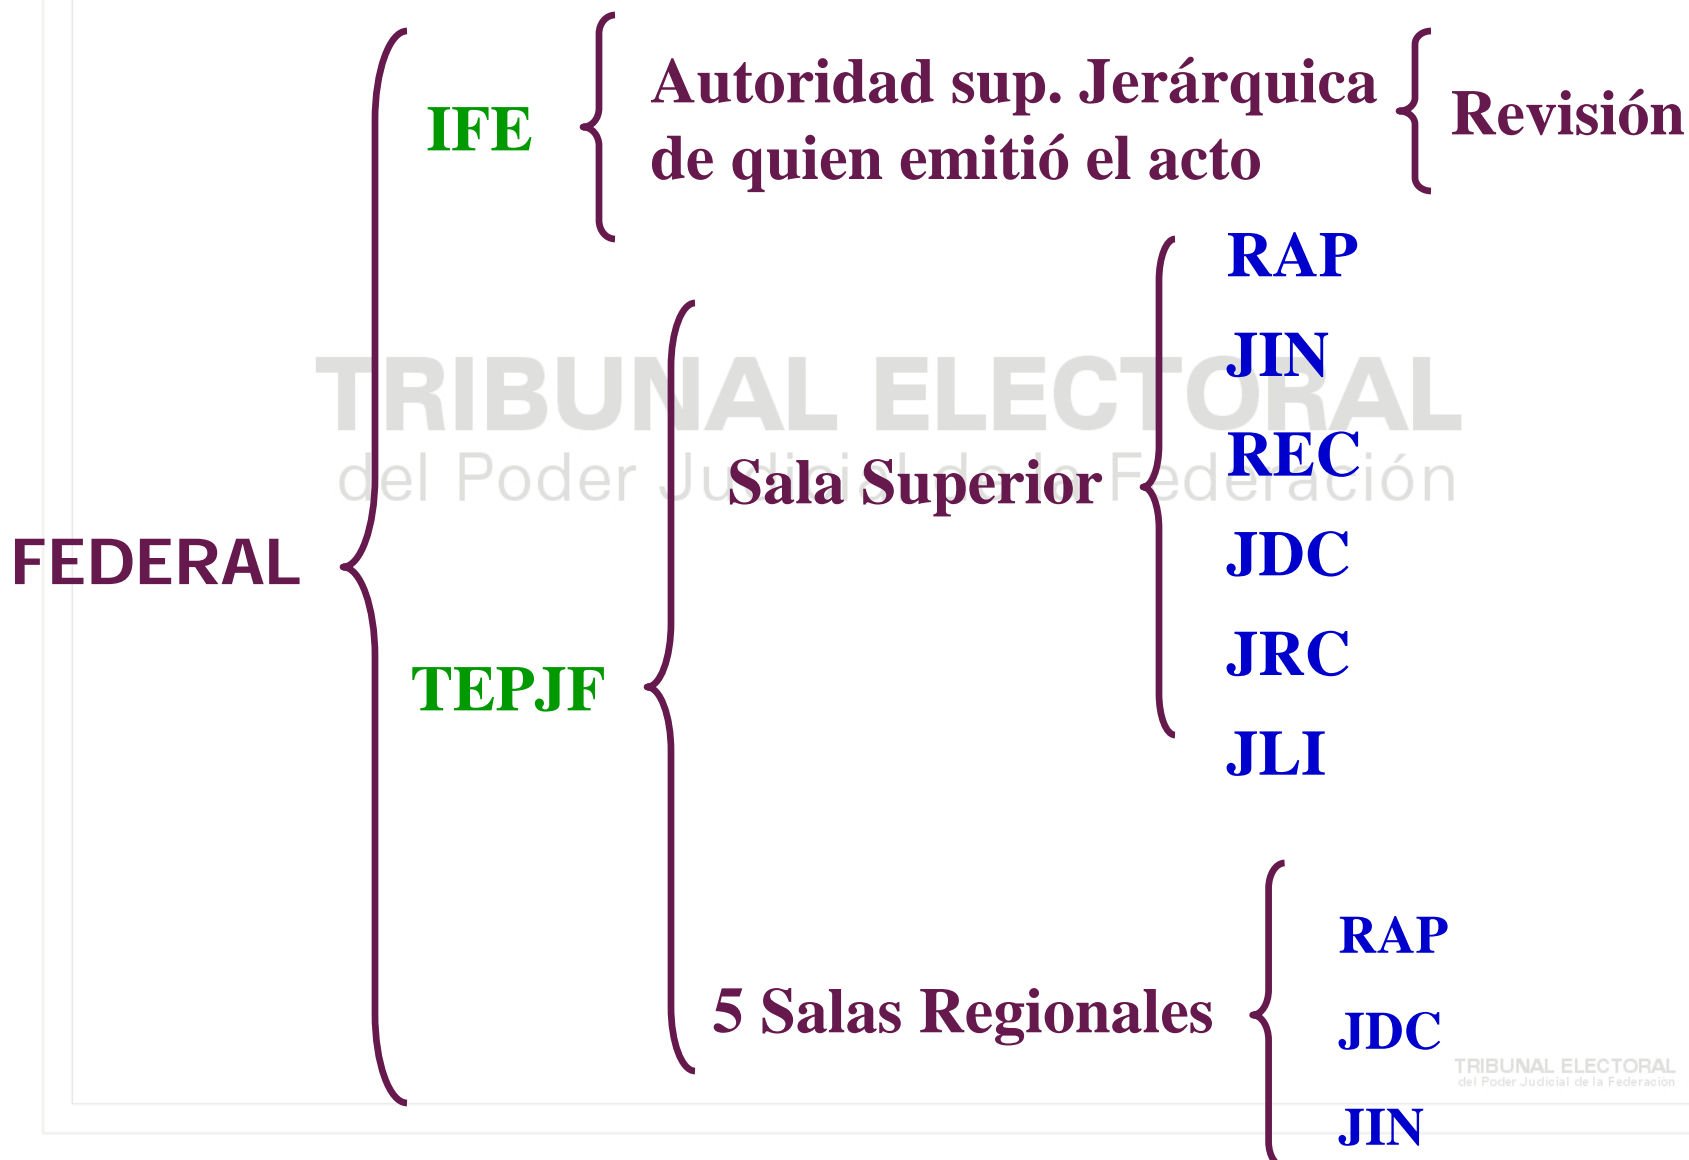 FEDERAL
IFE
Autoridad sup. Jerárquica
de quien emitió el acto
Revisión
TEPJF
Sala Superior
RAP
JIN
REC
JDC
JRC
JLI
5 Salas Regionales
RAP
JDC
JIN
TRIBUNAL ELECTORAL
del Poder Judicial de la Federación
TRIBUNAL ELECTORAL
del Poder Judicial de la Federación